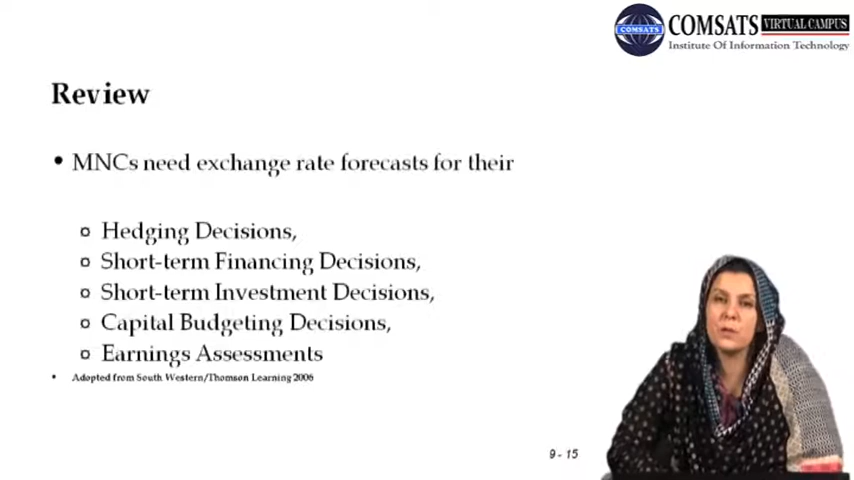 COMSATS VIRTUAL CAMPUS
COMSATS
Institute Of Information Technology
Review
• MNCs need exchange rate forecasts for their
Hedging Decisions,
Short-term Financing Decisions,
Short-term Investment Decisions,
Capital Budgeting Decisions,
Earnings Assessments
• Adopted from South Western/Thomson Learning 2006
9 - 15